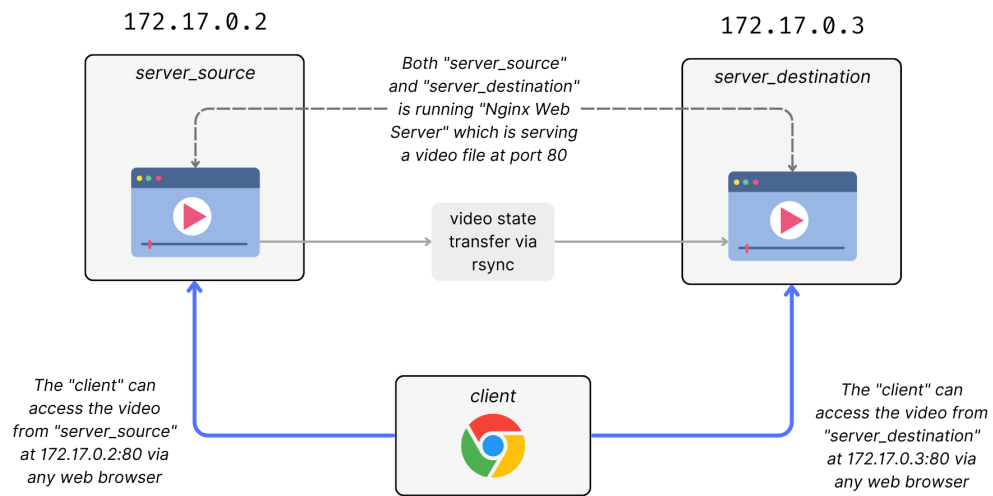 172.17.0.2
172.17.0.3
server_source
server_destination
Both "server_source"
and "server_destination"
is running "Nginx Web
Server" which is serving
a video file at port 80
video state
transfer via
rsync
client
The "client" can
access the video
from "server_source"
at 172.17.0.2:80 via
any web browser
The "client" can
access the video from
"server_destination"
at 172.17.0.3:80 via
any web browser